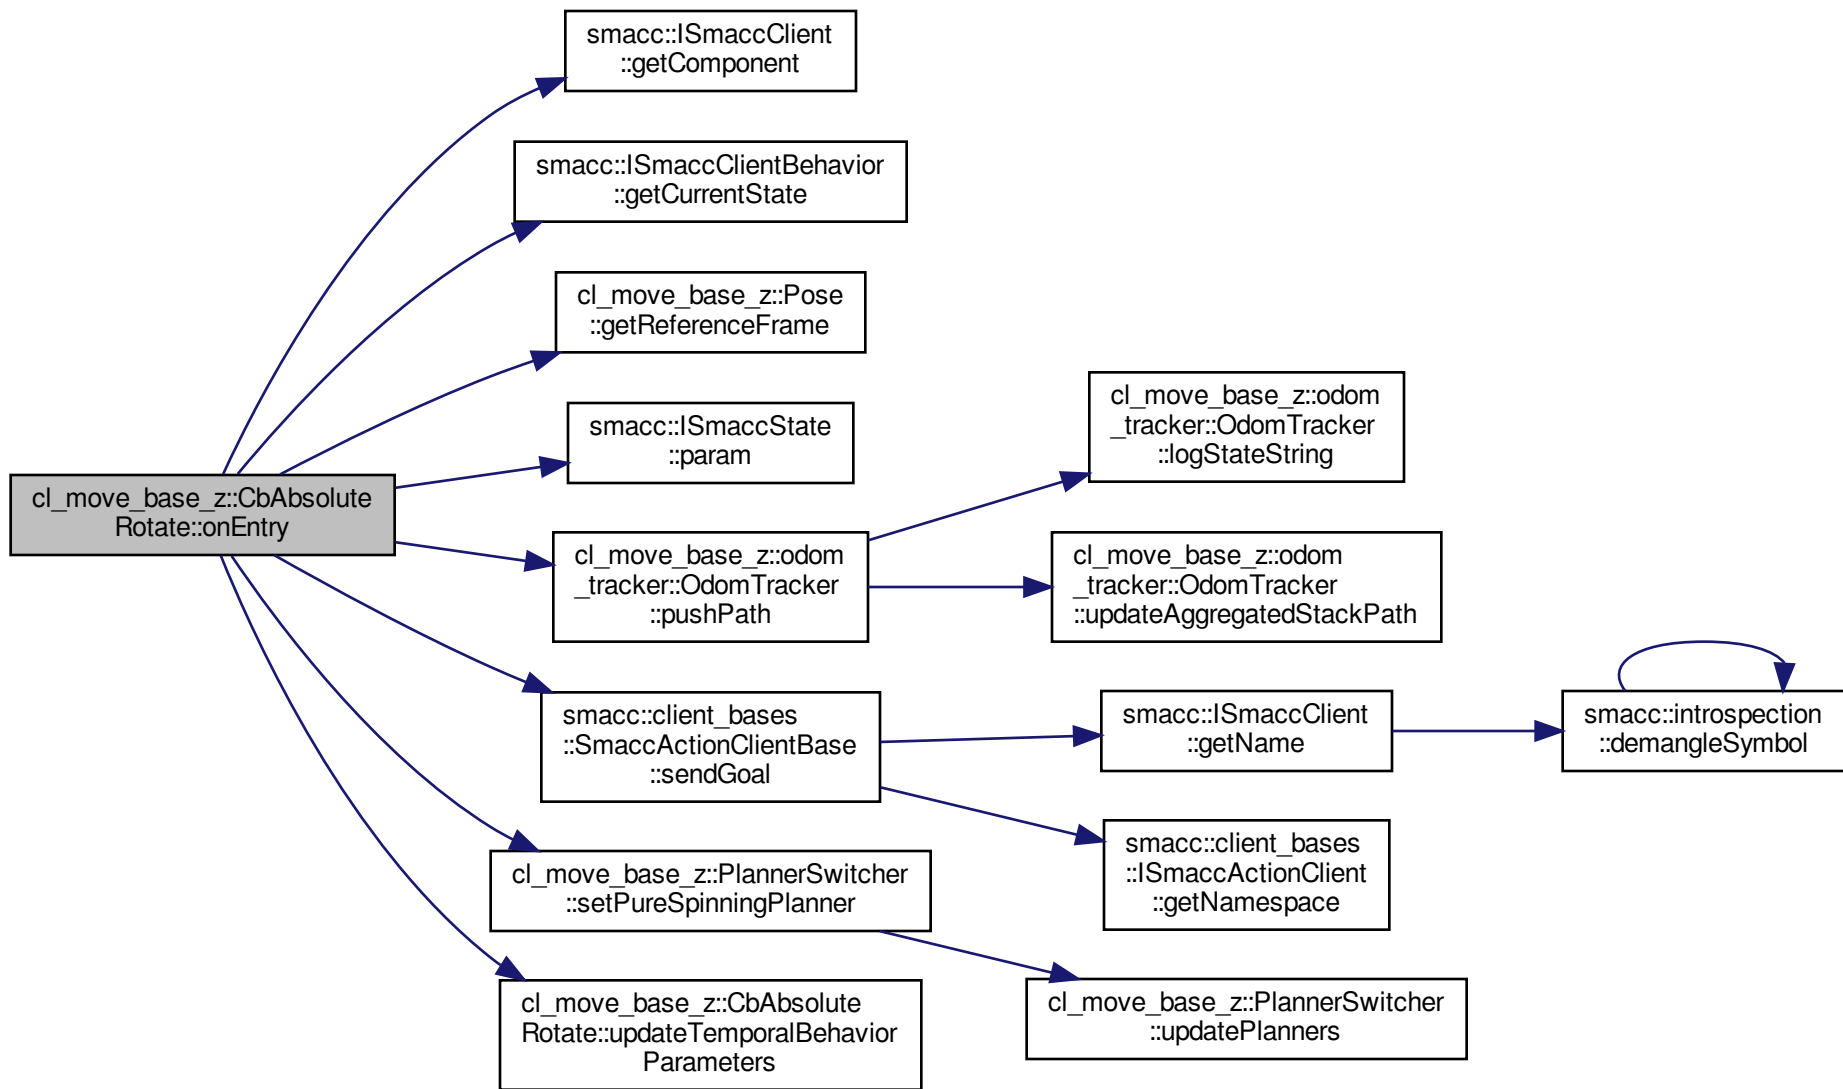 smacc::ISmaccClient
::getComponent
smacc::ISmaccClientBehavior
::getCurrentState
cl_move_base_z::Pose
::getReferenceFrame
smacc::ISmaccState
::param
cl_move_base_z::CbAbsolute
Rotate::onEntry
cl_move_base_z::odom
_tracker::OdomTracker
::pushPath
cl_move_base_z::odom
_tracker::OdomTracker
::logStateString
cl_move_base_z::odom
_tracker::OdomTracker
::updateAggregatedStackPath
smacc::client_bases
::SmaccActionClientBase
::sendGoal
smacc::ISmaccClient
::getName
smacc::introspection
::demangleSymbol
smacc::client_bases
::ISmaccActionClient
::getNamespace
cl_move_base_z::PlannerSwitcher
::setPureSpinningPlanner
cl_move_base_z::PlannerSwitcher
::updatePlanners
cl_move_base_z::CbAbsolute
Rotate::updateTemporalBehavior
Parameters